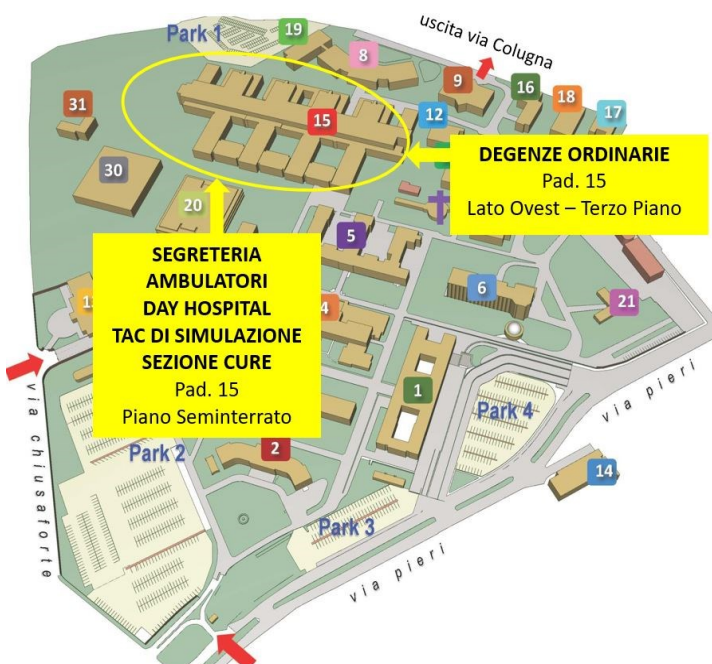 uscita via Colugna
Park 1
19
8
9
16
18
17
31
15
12
30
20
DEGENZE ORDINARIE
Pad. 15
Lato Ovest – Terzo Piano
5
6
21
SEGRETERIA
AMBULATORI
DAY HOSPITAL
TAC DI SIMULAZIONE
SEZIONE CURE
Pad. 15
Piano Seminterrato
1
Park 4
via pieri
via chiusaforte
Park 2
2
14
Park 3
via pieri